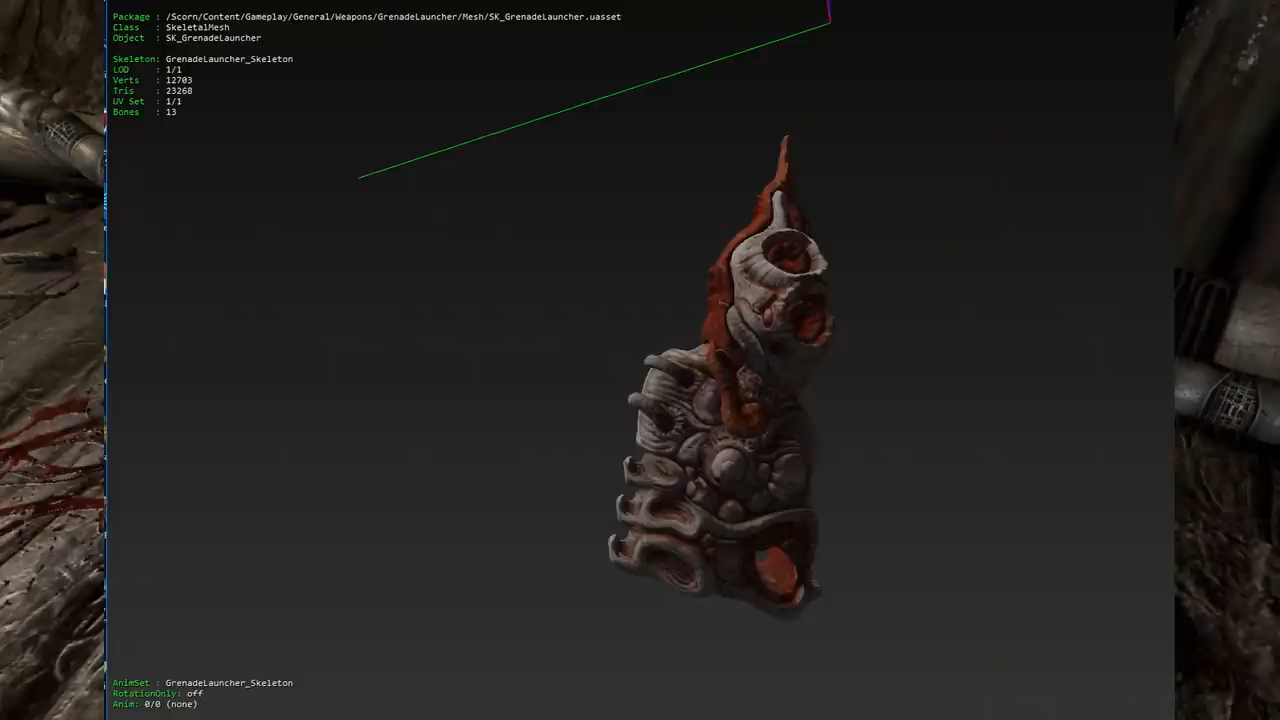 Package : /Scorn/Content/Gameplay/General/Weapons/GrenadeLauncher/Mesh/SK_GrenadeLauncher.uasset
Class : SkeletalMesh
Object : SK_GrenadeLauncher
Skeleton: GrenadeLauncher_Skeleton
LOD : 1/1
Verts : 12703
Tris : 23268
UV Set : 1/1
Bones : 13
AnimSet : GrenadeLauncher_Skeleton
RotationOnly: off
Anim: 0/0 (none)